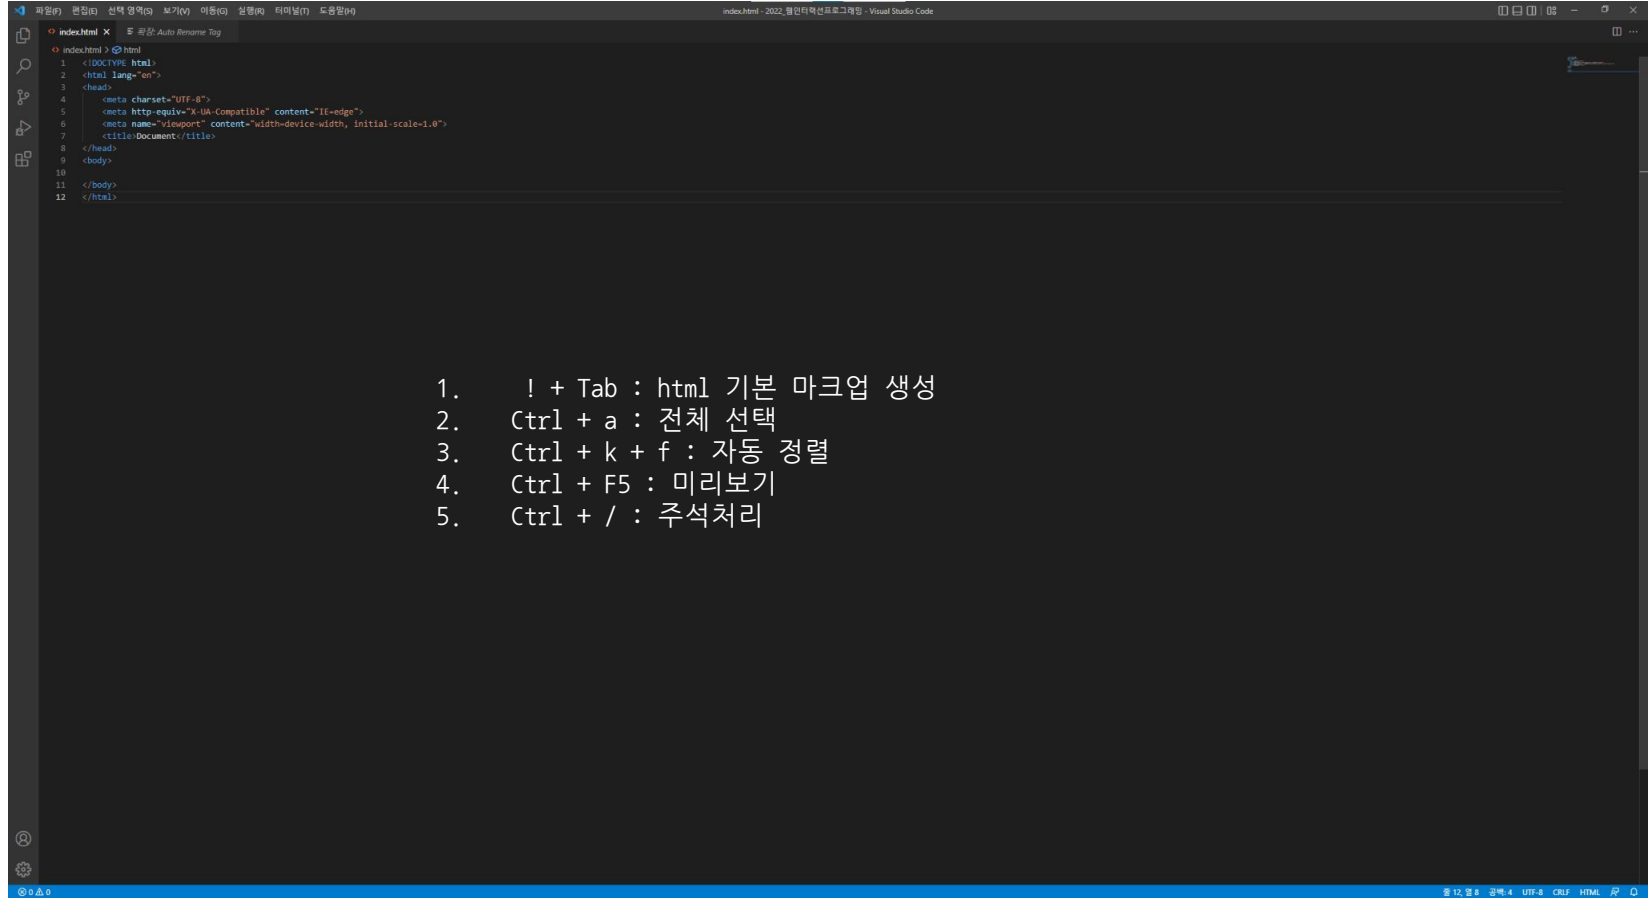 파일(F) 편집(E) 선택 영역(S) 보기(V) 이동(G) 실행(R) 터미널(T) 도움말(H) index.html - 2022_웹인터랙션프로그래밍 - Visual Studio Code
index.html 확장: Auto Rename Tag
index.html > html
1 <!DOCTYPE html>
2 <html lang="en">
3 <head>
4 <meta charset="UTF-8">
5 <meta http-equiv="X-UA-Compatible" content="IE=edge">
6 <meta name="viewport" content="width=device-width, initial-scale=1.0">
7 <title>Document</title>
8 </head>
9 <body>
10
11 </body>
12 </html>
1. ! + Tab : html 기본 마크업 생성
2. Ctrl + a : 전체 선택
3. Ctrl + k + f : 자동 정렬
4. Ctrl + F5 : 미리보기
5. Ctrl + / : 주석처리
0 0 줄 12, 열 8 공백: 4 UTF-8 CRLF HTML